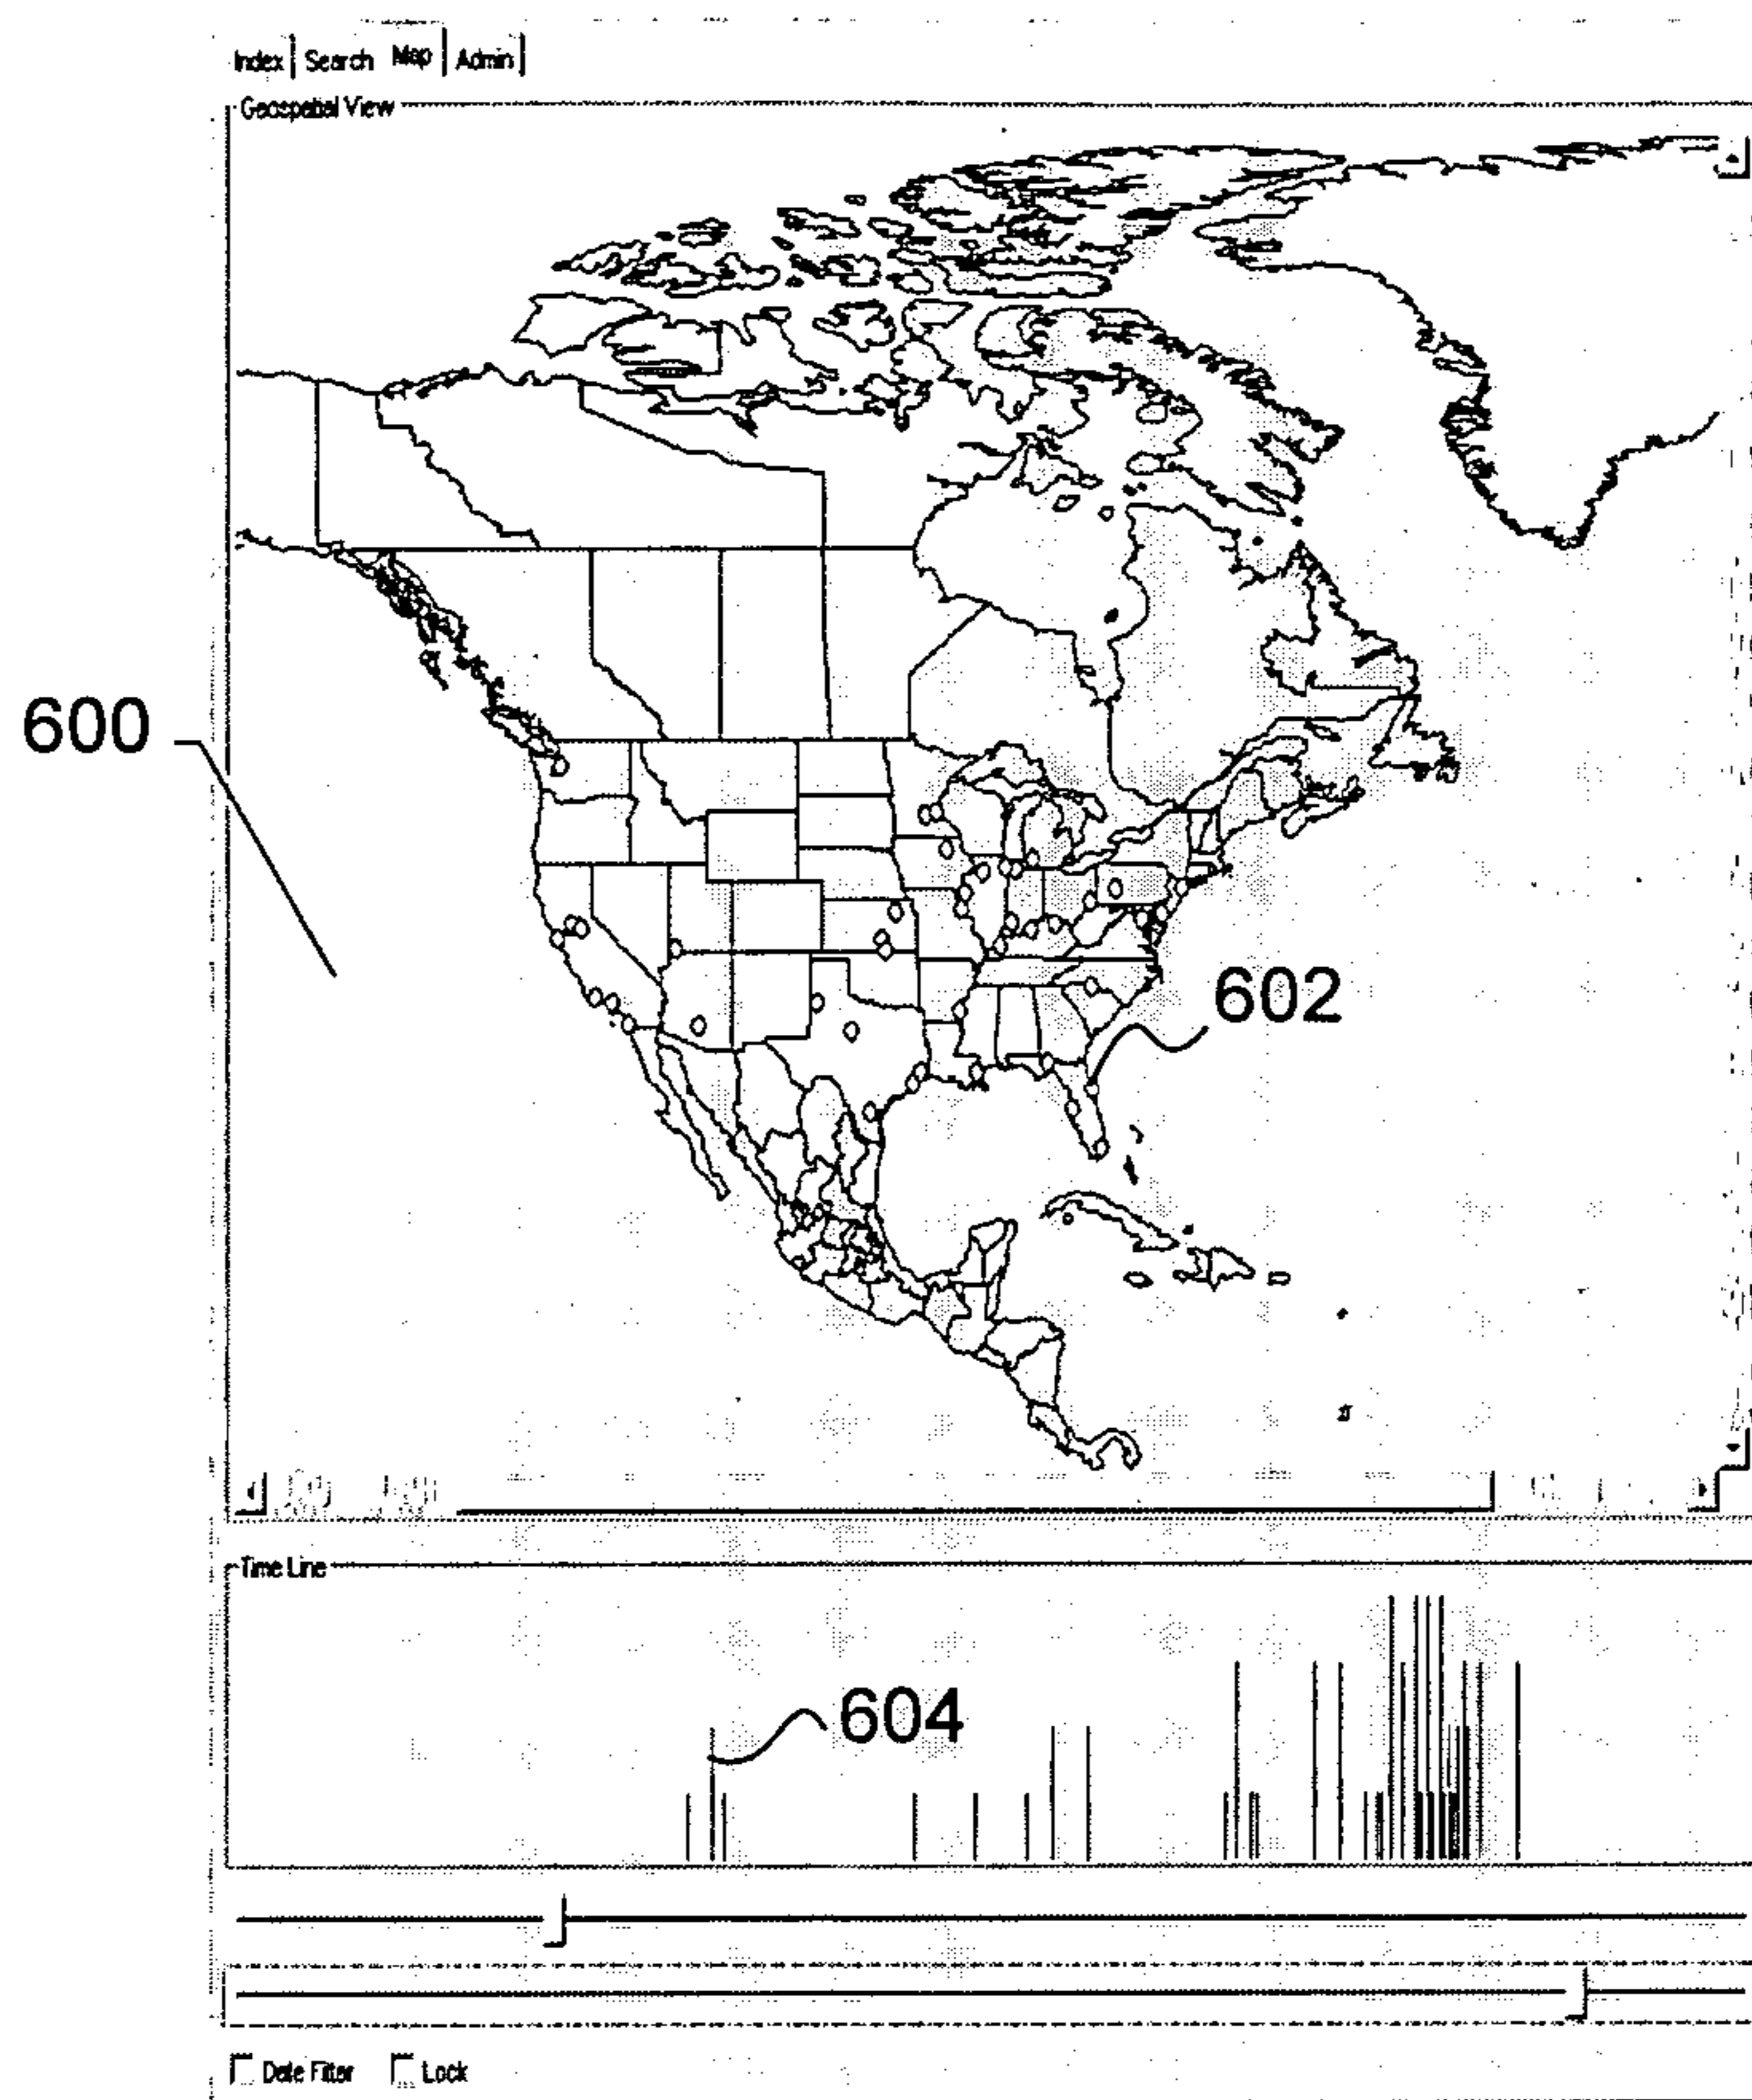 Index Search Map Admin
Geospatial View
600
602
Time Line
604
Date Filter Lock